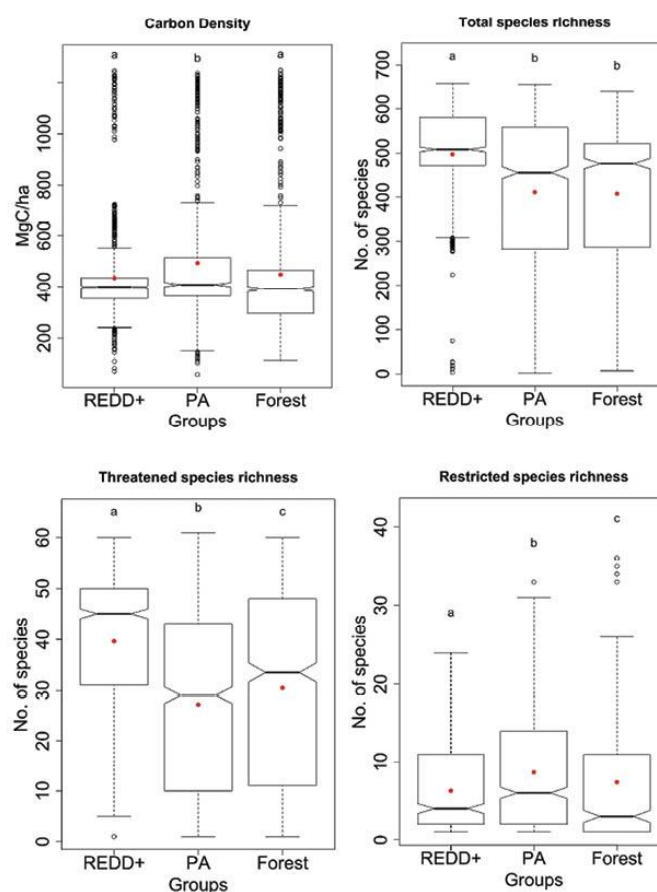 Carbon Density
MgC/ha
1000
800
600
400
200
a
b
a
REDD+
PA
Forest
Groups
Total species richness
No. of species
700
600
500
400
300
200
100
0
a
b
b
REDD+
PA
Forest
Groups
Threatened species richness
No. of species
60
50
40
30
20
10
0
a
b
c
REDD+
PA
Forest
Groups
Restricted species richness
No. of species
40
30
20
10
0
a
b
c
REDD+
PA
Forest
Groups